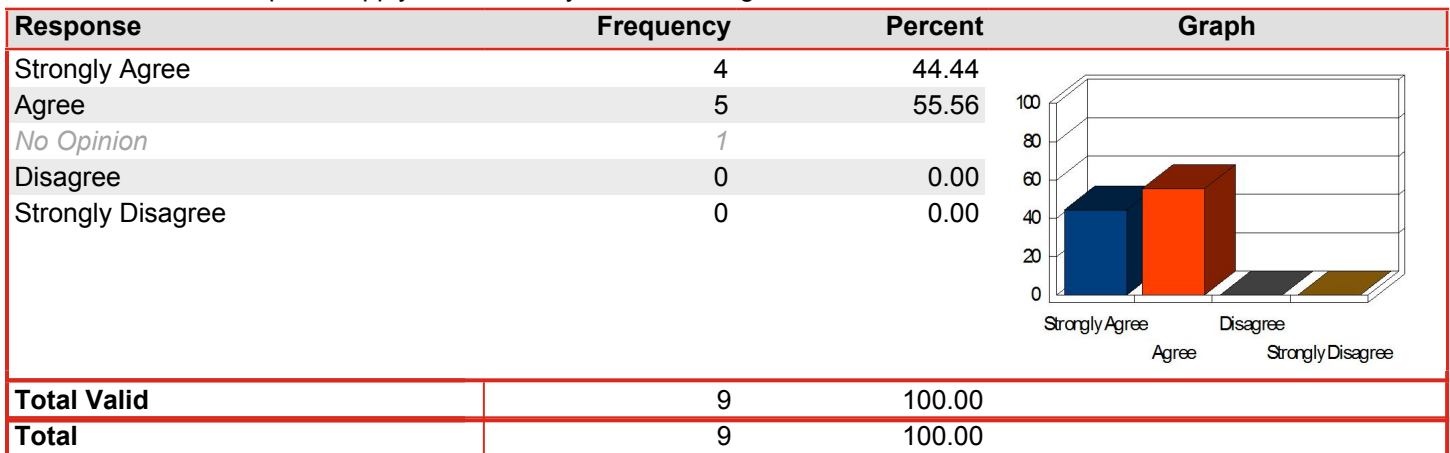 Response Frequency Percent Graph
Strongly Agree 4 44.44
Agree 5 55.56
No Opinion 1
Disagree 0 0.00
Strongly Disagree 0 0.00
100
80
60
40
20
0
Strongly Agree Disagree
Agree Strongly Disagree
Total Valid 9 100.00
Total 9 100.00